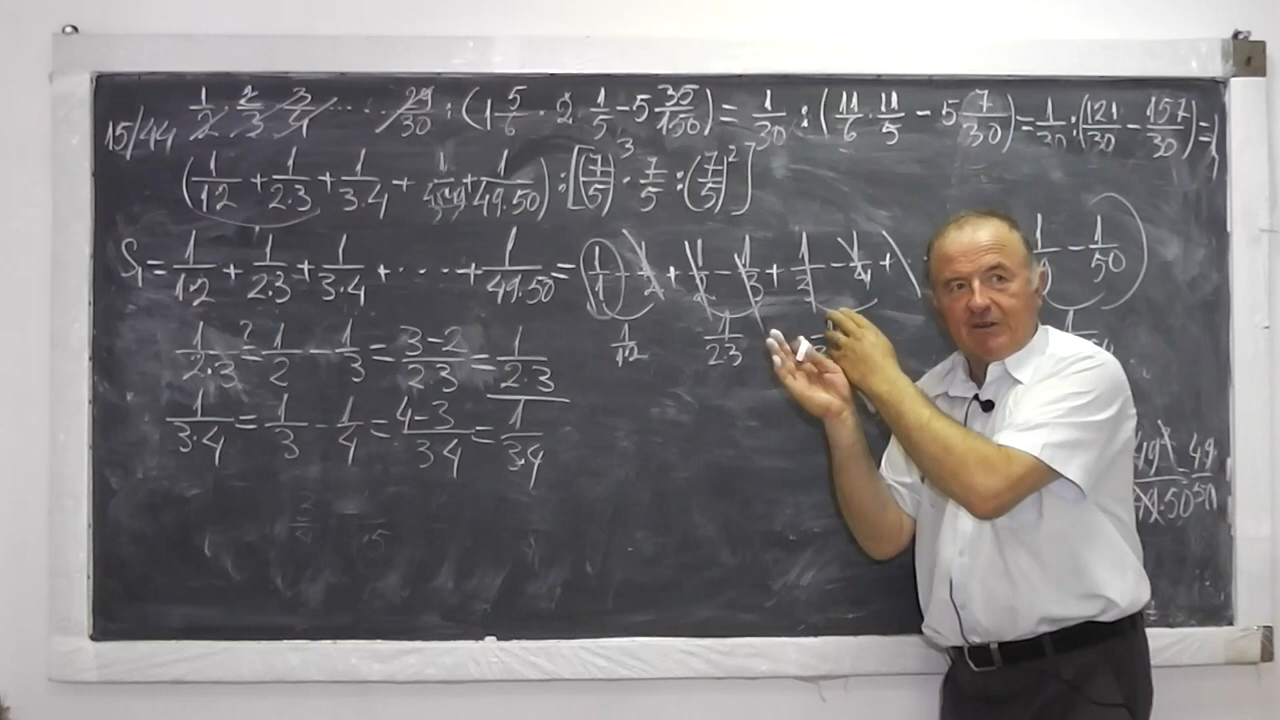 15/44 1/2 · 2/3 · 3/4 · ... · 29/30 : (1 5/6 · 2 · 1/5 - 5 35/150) = 1/30 : (11/6 · 11/5 - 5 7/30) = 1/30 : (121/30 - 157/30) =
(1/1·2 + 1/2·3 + 1/3·4 + + 1/49·50) : [(7/5)³ · 7/5 : (7/5)²]
S₁ = 1/1·2 + 1/2·3 + 1/3·4 + ····· + 1/49·50 = 1/1 - 1/2 + 1/2 - 1/3 + 1/3 - 1/4 + - 1/50
1/1·2 1/2·3
1/2·3 ?= 1/2 - 1/3 = 3-2/2·3 = 1/2·3
1/3·4 = 1/3 - 1/4 = 4-3/3·4 = 1/3·4
49/50